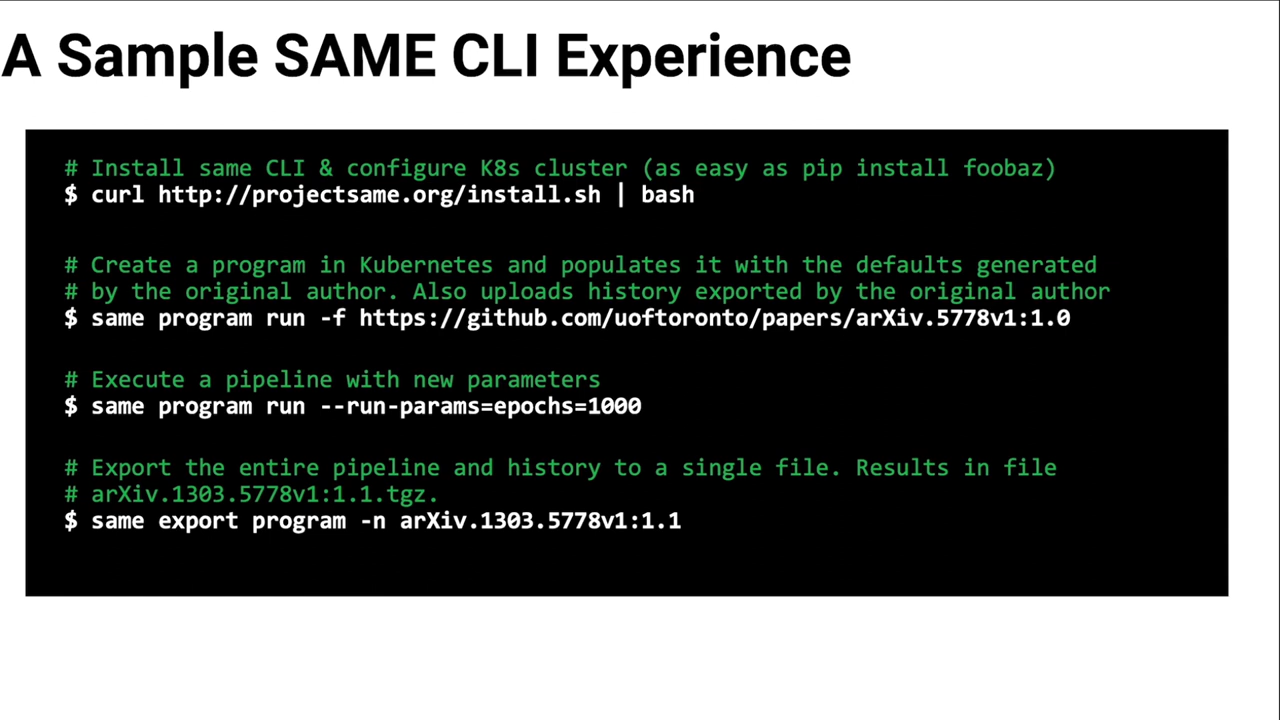 A Sample SAME CLI Experience
# Install same CLI & configure K8s cluster (as easy as pip install foobaz)
$ curl http://projectsame.org/install.sh | bash
# Create a program in Kubernetes and populates it with the defaults generated
# by the original author. Also uploads history exported by the original author
$ same program run -f https://github.com/uoftoronto/papers/arXiv.5778v1:1.0
# Execute a pipeline with new parameters
$ same program run --run-params=epochs=1000
# Export the entire pipeline and history to a single file. Results in file
# arXiv.1303.5778v1:1.1.tgz.
$ same export program -n arXiv.1303.5778v1:1.1